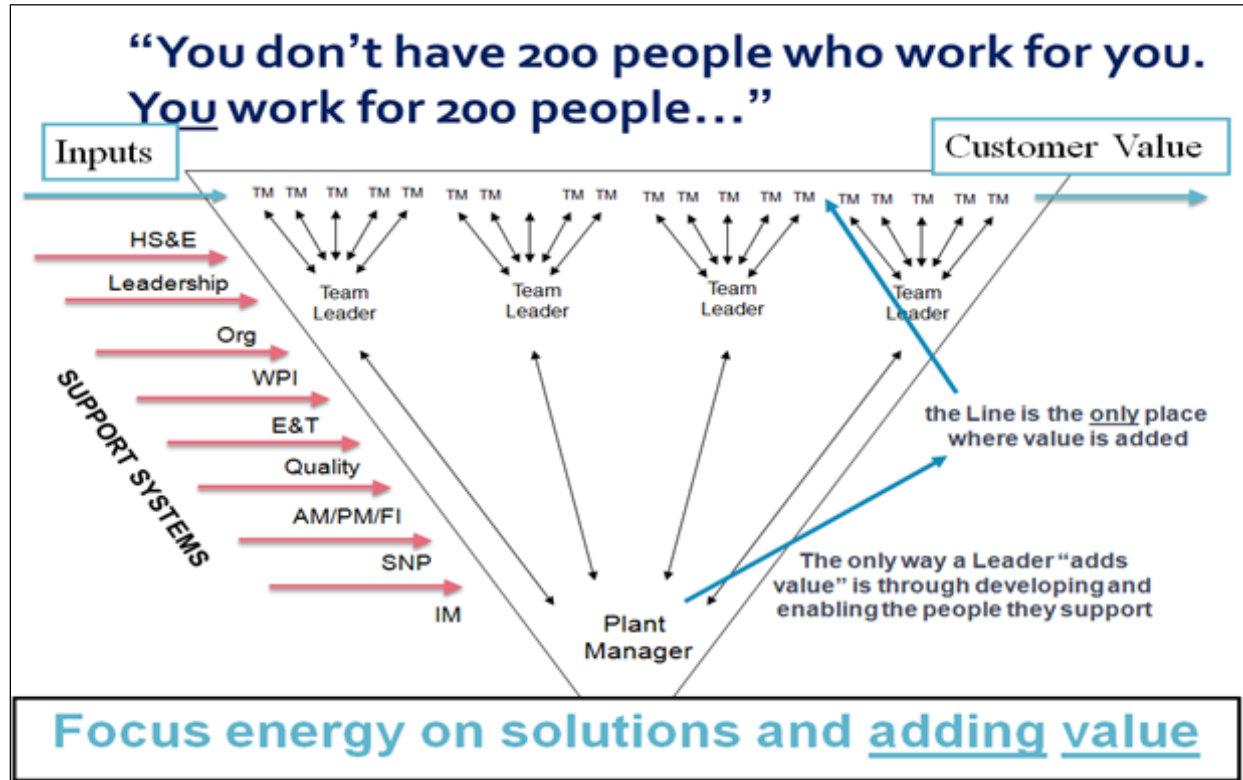 “You don’t have 200 people who work for you.
You work for 200 people…”
Inputs
Customer Value
TM TM TM TM TM
TM TM TM TM
TM TM TM TM TM
TM TM TM TM TM
HS&E
Leadership
Org
WPI
E&T
Quality
AM/PM/FI
SNP
IM
SUPPORT SYSTEMS
Team
Leader
Team
Leader
Team
Leader
Team
Leader
the Line is the only place
where value is added
The only way a Leader “adds
value” is through developing and
enabling the people they support
Plant
Manager
Focus energy on solutions and adding value